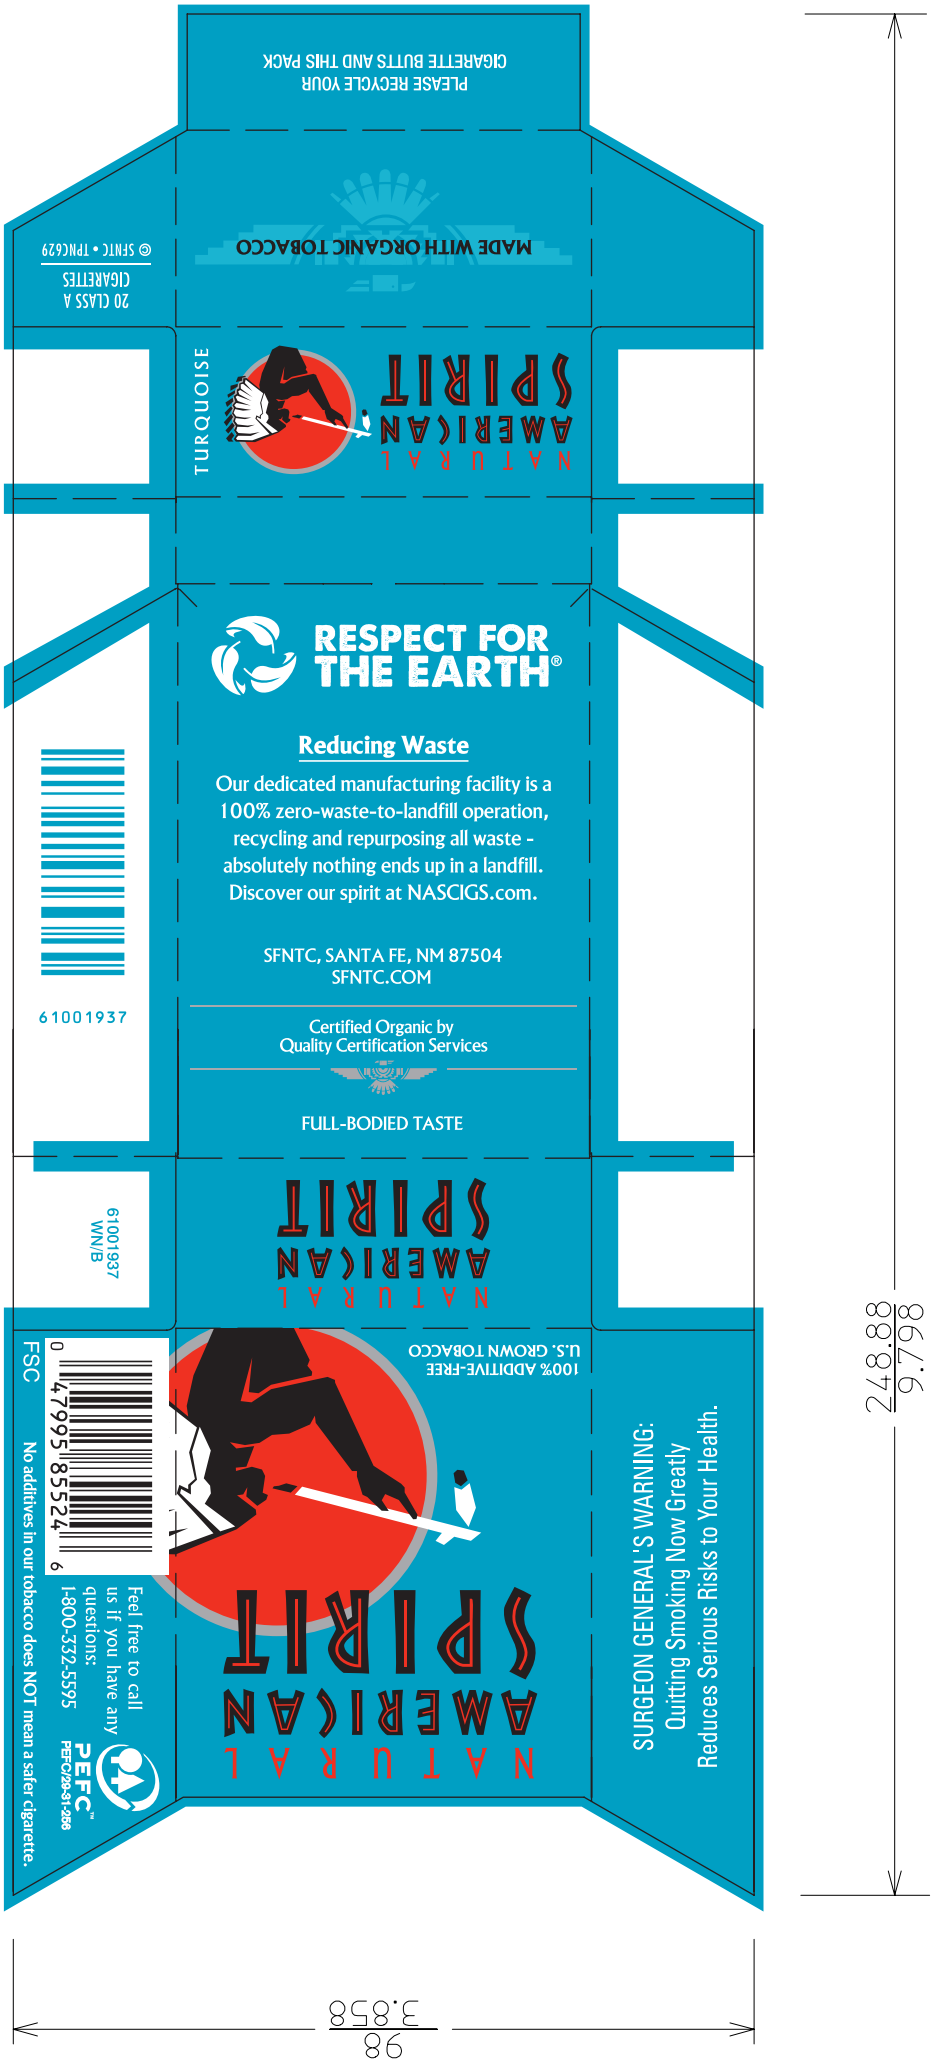 PLEASE RECYCLE YOUR
CIGARETTE BUTTS AND THIS PACK
MADE WITH ORGANIC TOBACCO
20 CLASS A
CIGARETTES
© SFNTC • TPNC629
TURQUOISE
NATURAL
AMERICAN
SPIRIT
RESPECT FOR
THE EARTH®
Reducing Waste
Our dedicated manufacturing facility is a
100% zero-waste-to-landfill operation,
recycling and repurposing all waste –
absolutely nothing ends up in a landfill.
Discover our spirit at NASCIGS.com.
SFNTC, SANTA FE, NM 87504
SFNTC.COM
Certified Organic by
Quality Certification Services
FULL-BODIED TASTE
61001937
61001937
WN/B
NATURAL
AMERICAN
SPIRIT
100% ADDITIVE-FREE
U.S. GROWN TOBACCO
NATURAL
AMERICAN
SPIRIT
FSC
No additives in our tobacco does NOT mean a safer cigarette.
0 47995 85524 6
Feel free to call
us if you have any
questions:
1-800-332-5595
PEFC™
PEFC/29-31-256
SURGEON GENERAL'S WARNING:
Quitting Smoking Now Greatly
Reduces Serious Risks to Your Health.
248.88
9.798
98
3.858